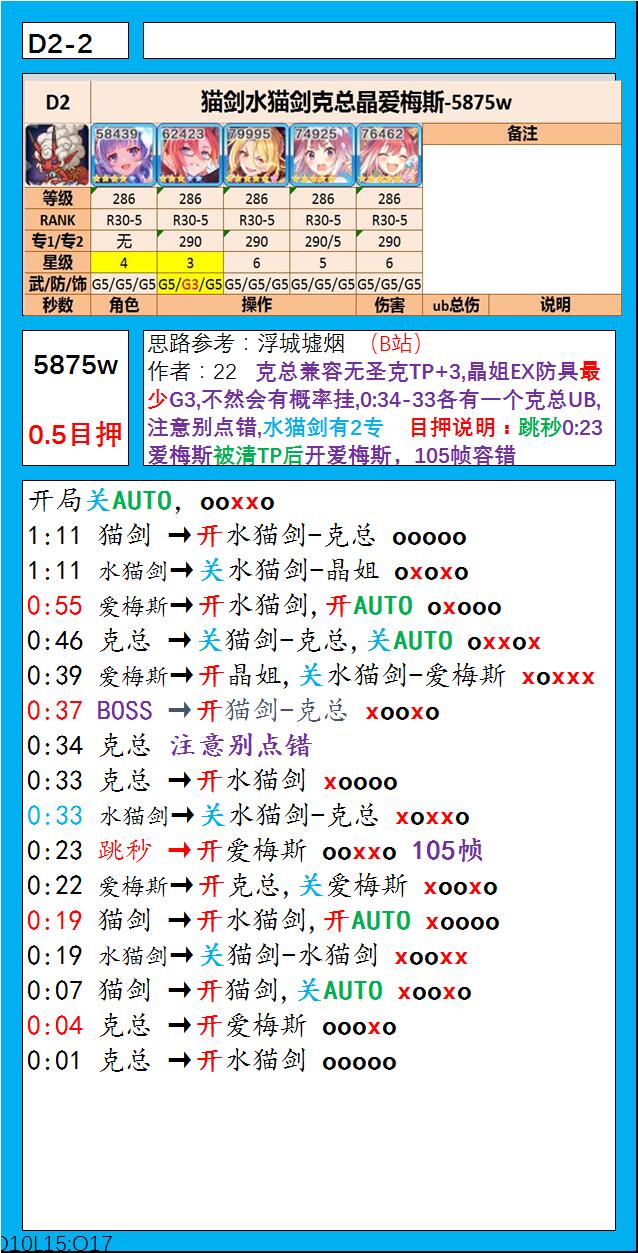 D2-2
D2 猫剑水猫剑克总晶爱梅斯-5875w
58439 62423 79995 74925 76462 备注
等级 286 286 286 286 286
RANK R30-5 R30-5 R30-5 R30-5 R30-5
专1/专2 无 290 290 290/5 290
星级 4 3 6 5 6
武/防/饰 G5/G5/G5 G5/G3/G5 G5/G5/G5 G5/G5/G5 G5/G5/G5
秒数 角色 操作 伤害 ub总伤 说明
5875w
0.5目押
思路参考：浮城墟烟 （B站）
作者：22 克总兼容无圣克TP+3,晶姐EX防具最
少G3,不然会有概率挂,0:34-33各有一个克总UB,
注意别点错,水猫剑有2专 目押说明：跳秒0:23
爱梅斯被清TP后开爱梅斯，105帧容错
开局关AUTO，ooxxo
1:11 猫剑 →开水猫剑-克总 ooooo
1:11 水猫剑→关水猫剑-晶姐 oxoxo
0:55 爱梅斯→开水猫剑,开AUTO oxooo
0:46 克总 →关猫剑-克总,关AUTO oxxox
0:39 爱梅斯→开晶姐,关水猫剑-爱梅斯 xoxxx
0:37 BOSS →开猫剑-克总 xooxo
0:34 克总 注意别点错
0:33 克总 →开水猫剑 xoooo
0:33 水猫剑→关水猫剑-克总 xoxxo
0:23 跳秒 →开爱梅斯 ooxxo 105帧
0:22 爱梅斯→开克总,关爱梅斯 xooxo
0:19 猫剑 →开水猫剑,开AUTO xoooo
0:19 水猫剑→关猫剑-水猫剑 xooxx
0:07 猫剑 →开猫剑,关AUTO xooxo
0:04 克总 →开爱梅斯 oooxo
0:01 克总 →开水猫剑 ooooo
O10L15:O17